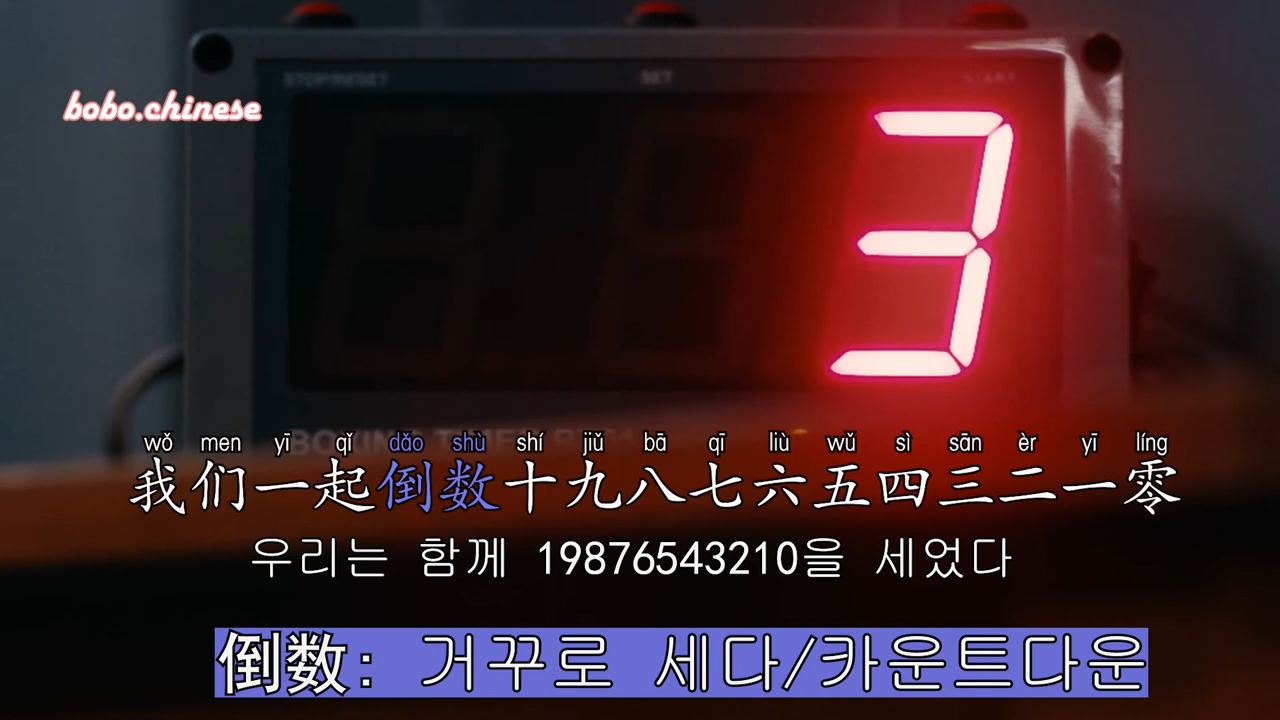 STOP/RESET SET START
bobo.chinese
wǒ men yī qǐ dǎo shù shí jiǔ bā qī liù wǔ sì sān èr yī líng
我们一起倒数十九八七六五四三二一零
우리는 함께 19876543210을 세었다
倒数: 거꾸로 세다/카운트다운
3